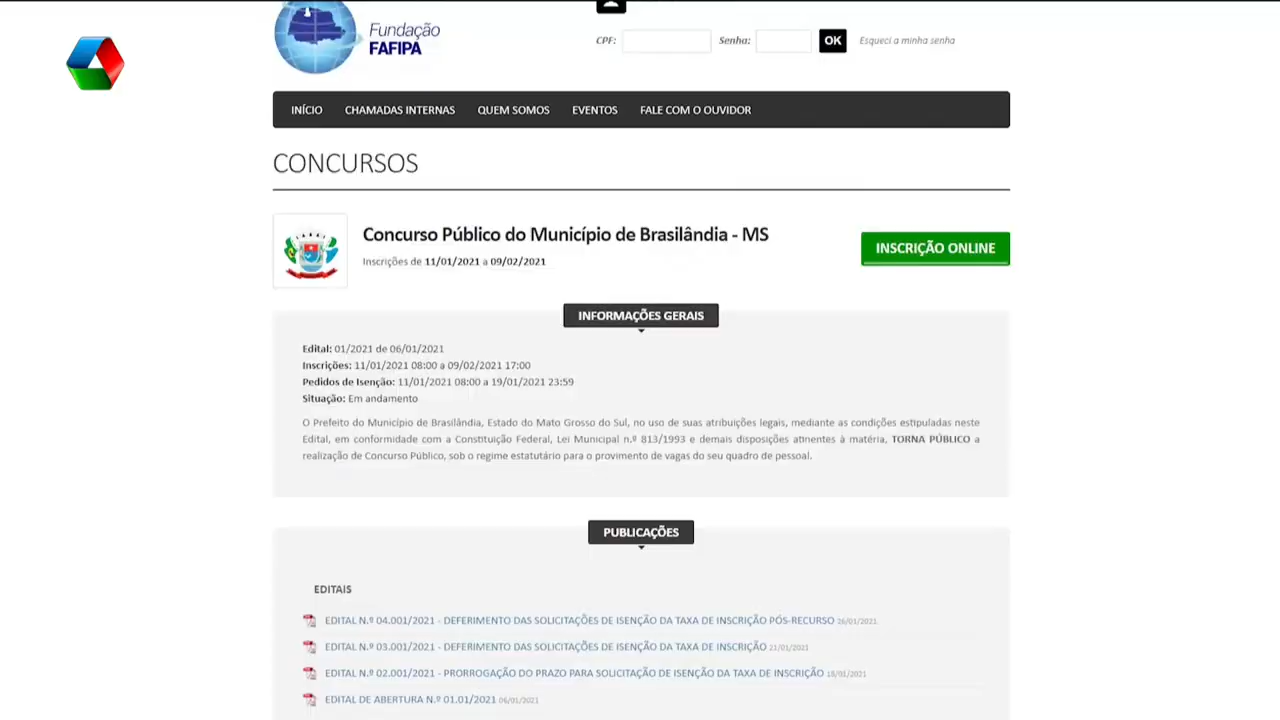 Fundação
FAFIPA
CPF: Senha: OK Esqueci a minha senha
INÍCIO CHAMADAS INTERNAS QUEM SOMOS EVENTOS FALE COM O OUVIDOR
CONCURSOS
Concurso Público do Município de Brasilândia - MS
Inscrições de 11/01/2021 a 09/02/2021
INSCRIÇÃO ONLINE
INFORMAÇÕES GERAIS
Edital: 01/2021 de 06/01/2021
Inscrições: 11/01/2021 08:00 a 09/02/2021 17:00
Pedidos de Isenção: 11/01/2021 08:00 a 19/01/2021 23:59
Situação: Em andamento
O Prefeito do Município de Brasilândia, Estado do Mato Grosso do Sul, no uso de suas atribuições legais, mediante as condições estipuladas neste
Edital, em conformidade com a Constituição Federal, Lei Municipal n.º 813/1993 e demais disposições atinentes à matéria, TORNA PÚBLICO a
realização de Concurso Público, sob o regime estatutário para o provimento de vagas do seu quadro de pessoal.
PUBLICAÇÕES
EDITAIS
EDITAL N.º 04.001/2021 - DEFERIMENTO DAS SOLICITAÇÕES DE ISENÇÃO DA TAXA DE INSCRIÇÃO PÓS-RECURSO 26/01/2021
EDITAL N.º 03.001/2021 - DEFERIMENTO DAS SOLICITAÇÕES DE ISENÇÃO DA TAXA DE INSCRIÇÃO 21/01/2021
EDITAL N.º 02.001/2021 - PRORROGAÇÃO DO PRAZO PARA SOLICITAÇÃO DE ISENÇÃO DA TAXA DE INSCRIÇÃO 18/01/2021
EDITAL DE ABERTURA N.º 01.01/2021 06/01/2021